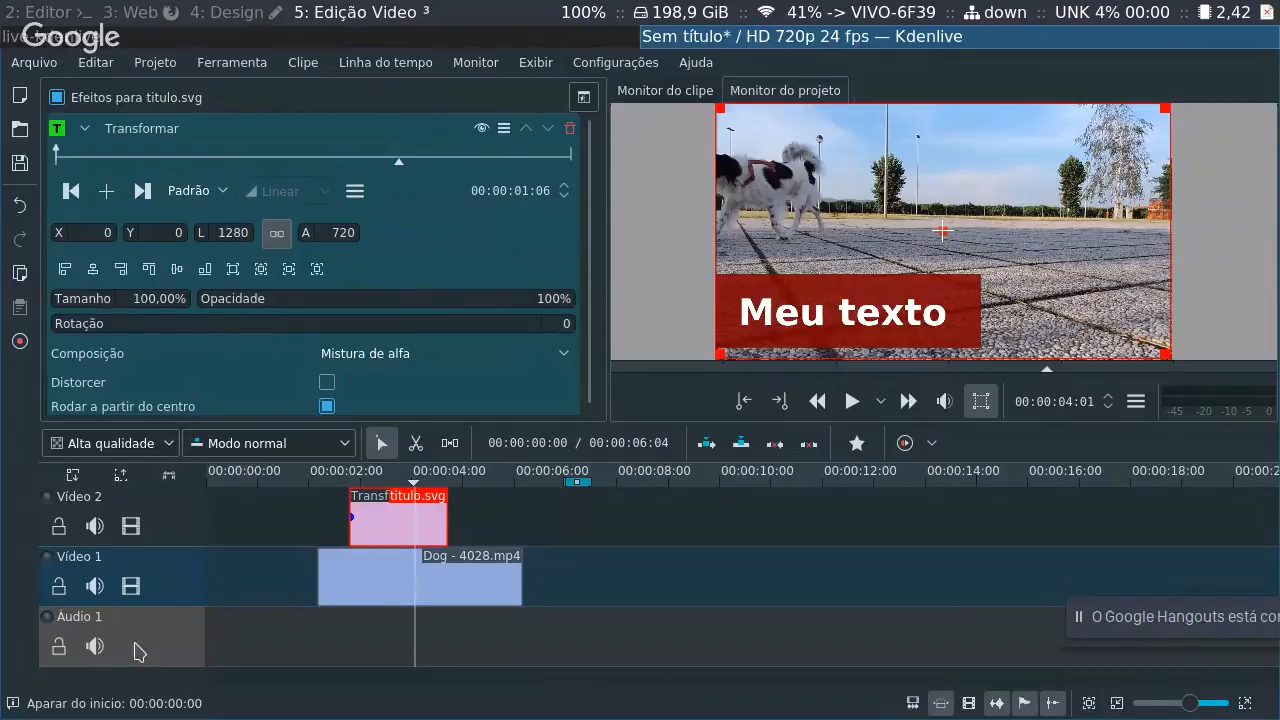 2: Editor 3: Web 4: Design 5: Edição Video ³ 100% :: 198,9 GiB :: 41% -> VIVO-6F39 :: down :: UNK 4% 00:00 :: 2,42
Google
Sem título* / HD 720p 24 fps — Kdenlive
Arquivo Editar Projeto Ferramenta Clipe Linha do tempo Monitor Exibir Configurações Ajuda
Efeitos para titulo.svg
Monitor do clipe Monitor do projeto
T Transformar
Padrão Linear 00:00:01:06
X 0 Y 0 L 1280 A 720
Tamanho 100,00% Opacidade 100%
Rotação 0
Composição Mistura de alfa
Distorcer
Rodar a partir do centro
Meu texto
00:00:04:01
-45 -20 -10 -5 0
Alta qualidade Modo normal 00:00:00:00 / 00:00:06:04
00:00:00:00 00:00:02:00 00:00:04:00 00:00:06:00 00:00:08:00 00:00:10:00 00:00:12:00 00:00:14:00 00:00:16:00 00:00:18:00 00:00:2
Vídeo 2
Transf titulo.svg
Vídeo 1
Dog - 4028.mp4
Áudio 1
O Google Hangouts está co
Aparar do inicio: 00:00:00:00